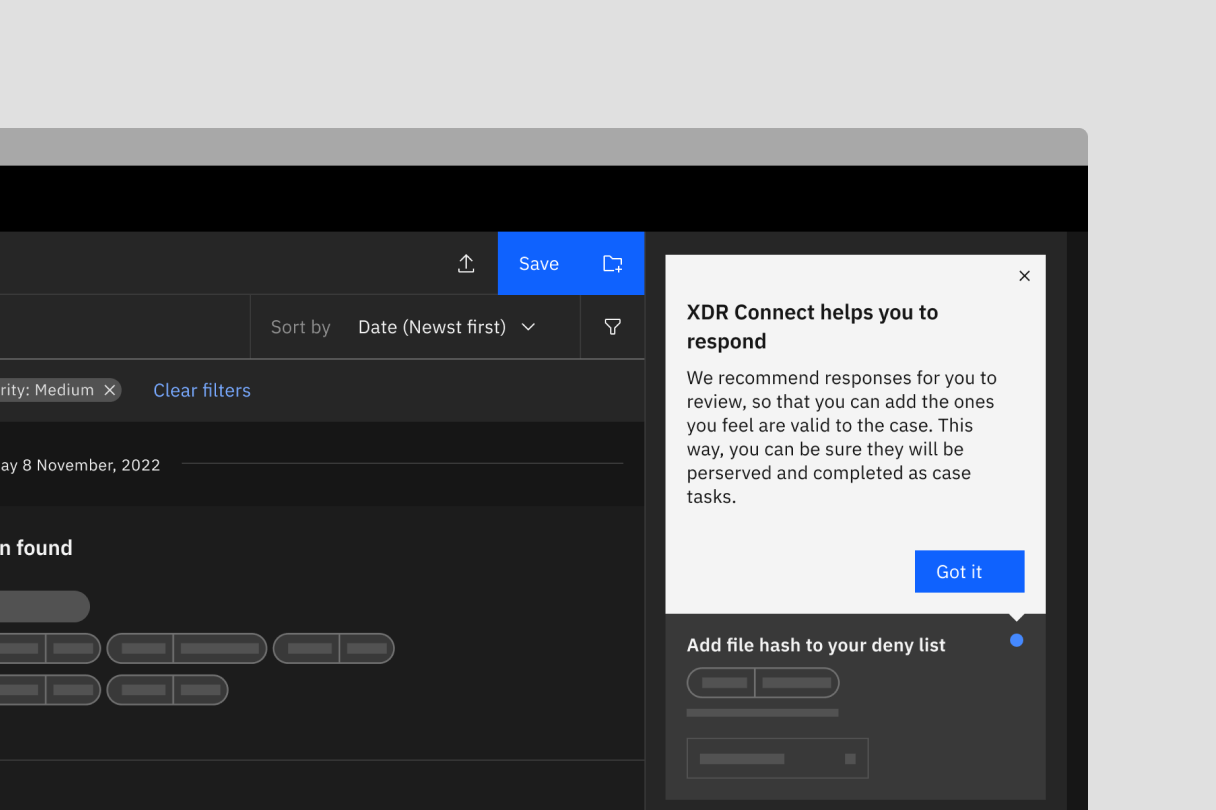 Save
Sort by Date (Newst first)
rity: Medium Clear filters
ay 8 November, 2022
n found
XDR Connect helps you to
respond
We recommend responses for you to
review, so that you can add the ones
you feel are valid to the case. This
way, you can be sure they will be
perserved and completed as case
tasks.
Got it
Add file hash to your deny list